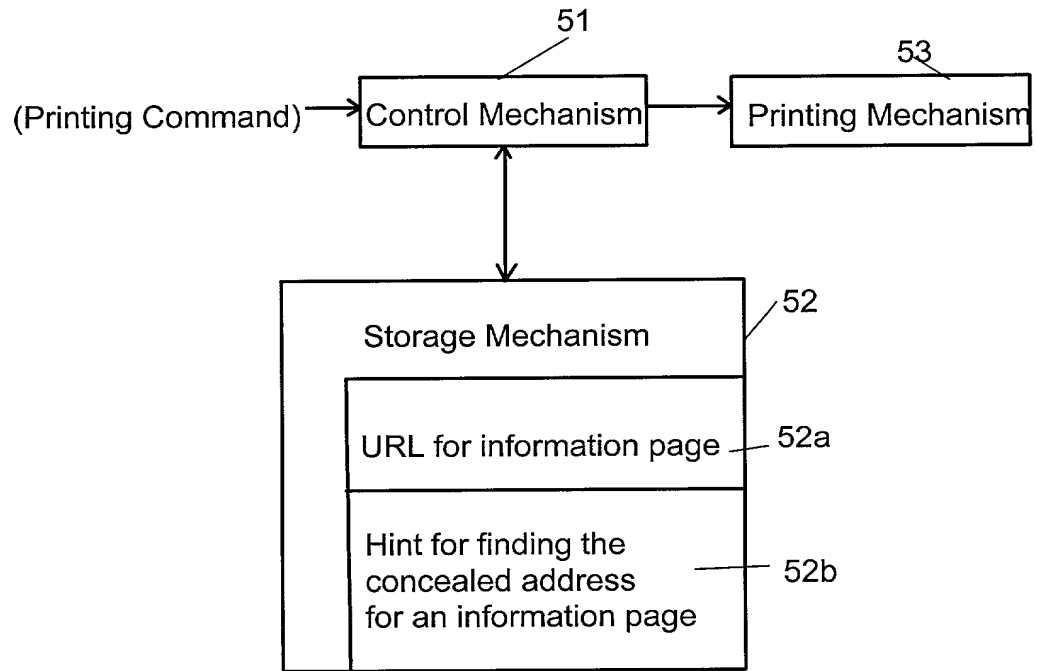 51
53
(Printing Command)
Control Mechanism
Printing Mechanism
52
Storage Mechanism
URL for information page
52a
Hint for finding the
concealed address
for an information page
52b